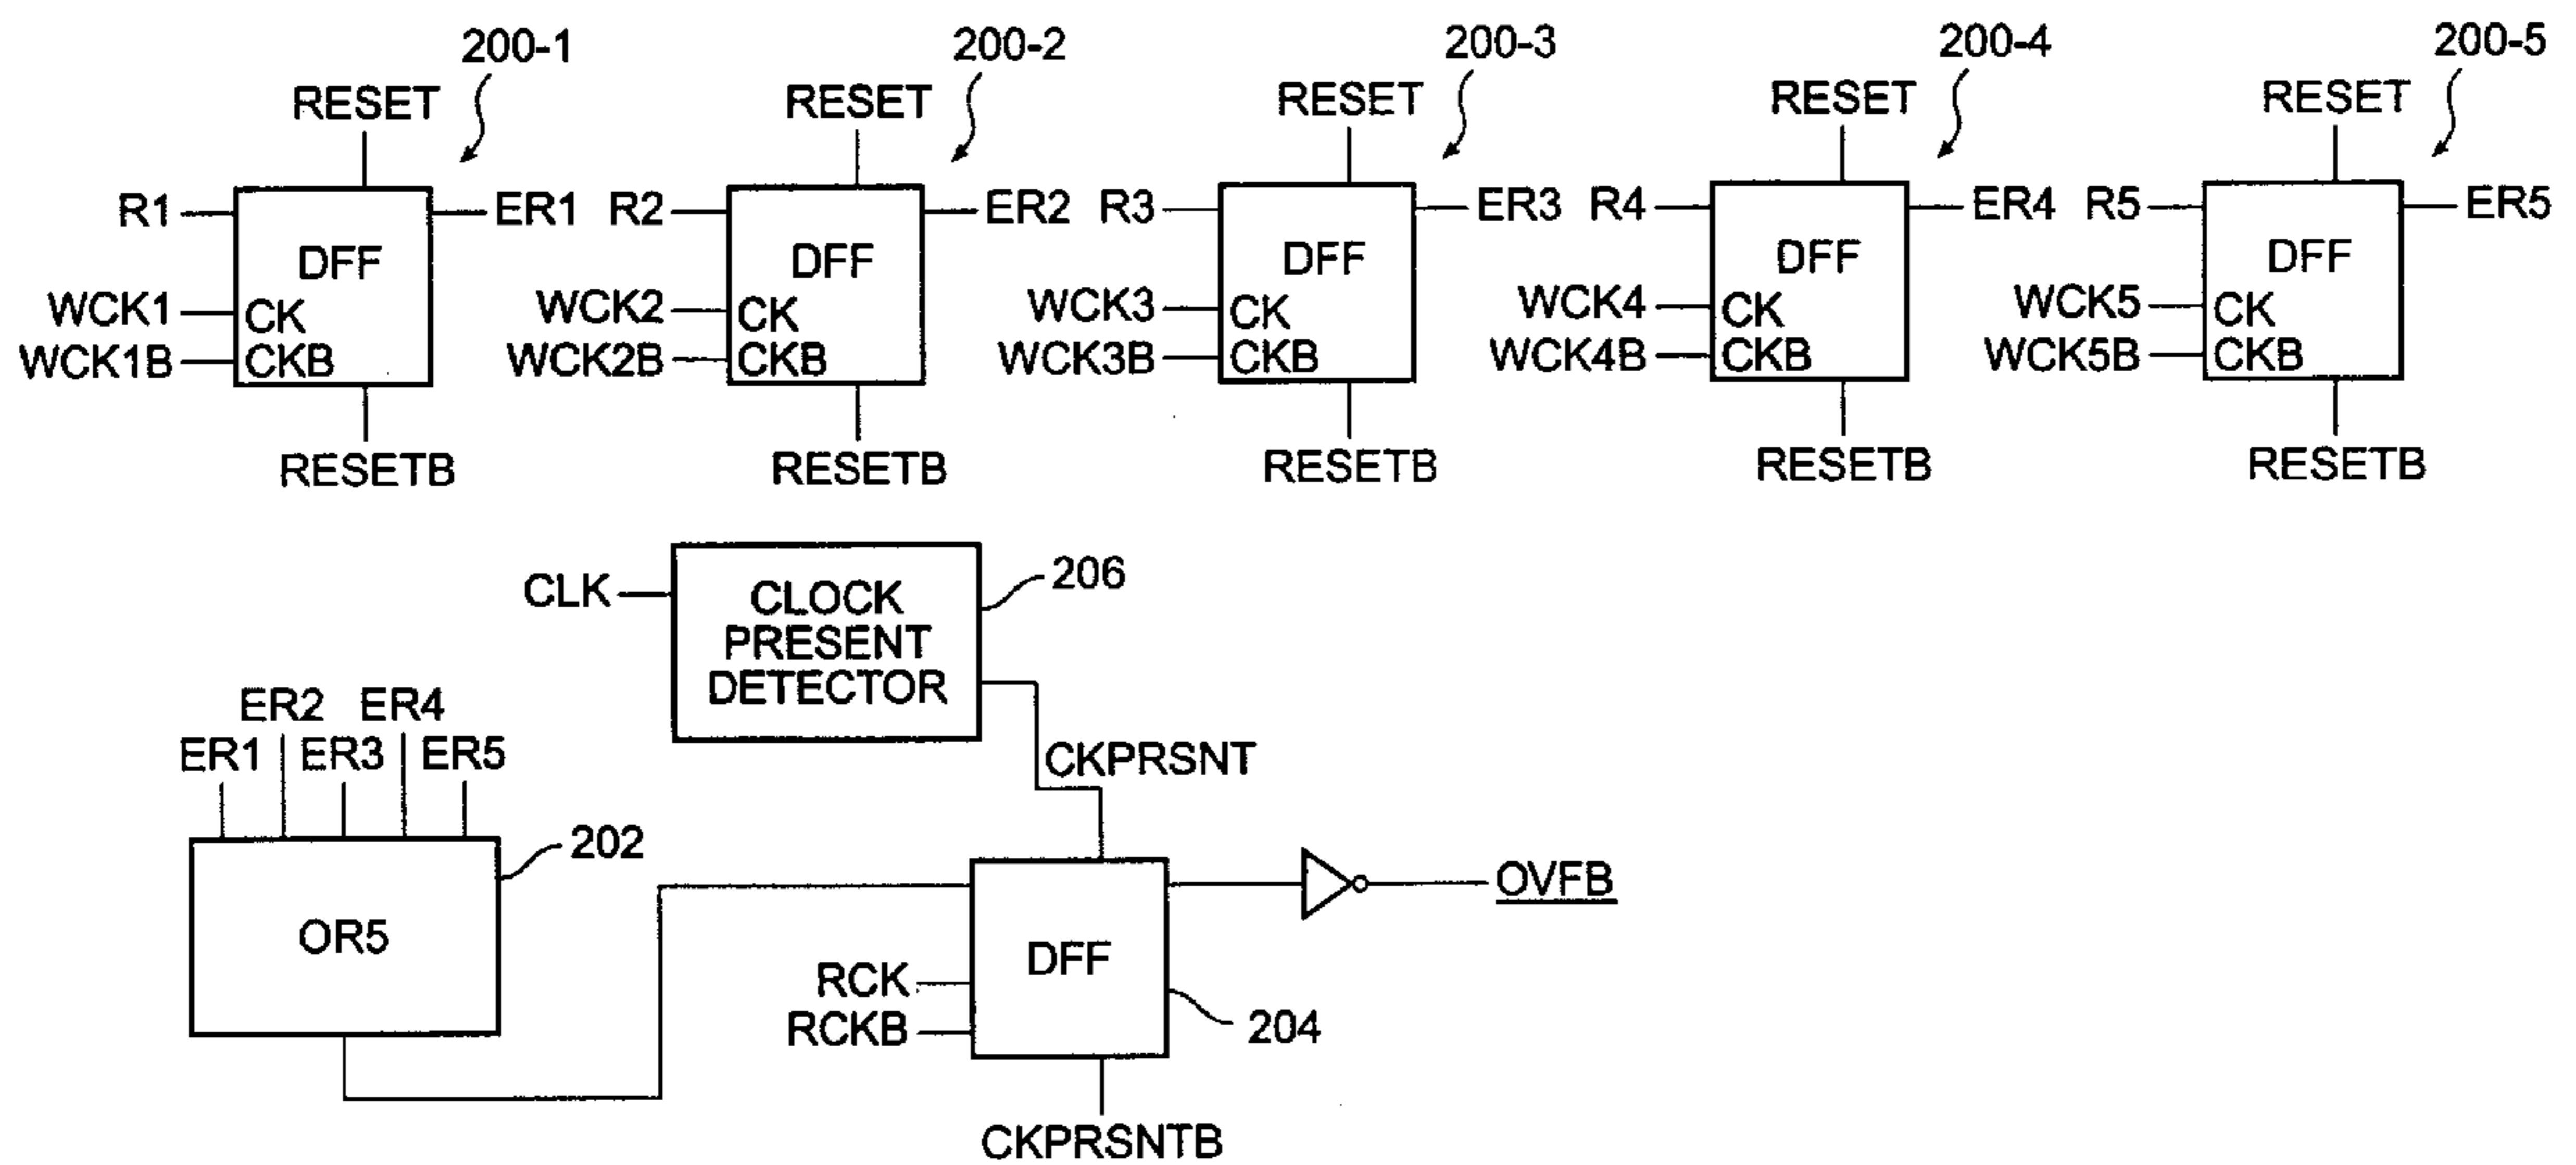 200-1 200-2 200-3 200-4 200-5
RESET RESET RESET RESET RESET
R1 ER1 R2 ER2 R3 ER3 R4 ER4 R5 ER5
DFF DFF DFF DFF DFF
WCK1 CK WCK2 CK WCK3 CK WCK4 CK WCK5 CK
WCK1B CKB WCK2B CKB WCK3B CKB WCK4B CKB WCK5B CKB
RESETB RESETB RESETB RESETB RESETB
CLK
CLOCK
PRESENT
DETECTOR
206
ER2 ER4
ER1 ER3 ER5
CKPRSNT
202
OR5
DFF
OVFB
RCK
RCKB
204
CKPRSNTB